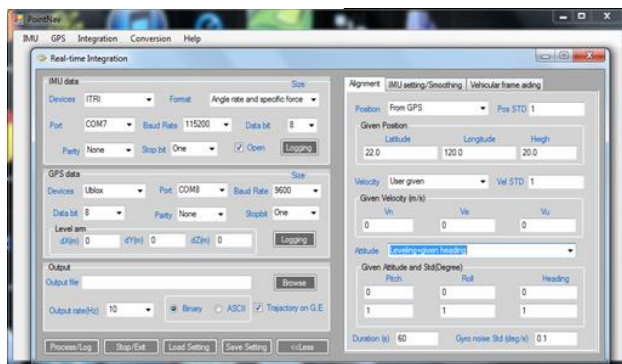 PointNav
IMU GPS Integration Conversion Help
Real-time Integration
IMU data
Size
Devices ITRI Format Angle rate and specific force
Port COM7 Baud Rate 115200 Data bit 8
Parity None Stop bit One Open Logging
GPS data
Size
Devices Ublox Port COM8 Baud Rate 9600
Data bit 8 Parity None Stopbit One
Level arm
dX(m) 0 dY(m) 0 dZ(m) 0 Logging
Output
Output file Browse
Output rate(Hz) 10 Binary ASCII Trajectory on G.E
Process/Log Stop/Exit Load Setting Save Setting <<Less
Alignment IMU setting/Smoothing Vehicular frame aiding
Position From GPS Pos STD 1
Given Position
Latitude Longtude Heigh
22.0 120.0 20.0
Velocity User given Vel STD 1
Given Velocity (m/s)
Vn Ve Vu
0 0 0
Attitude Leveling+given heading
Given Attitude and Std(Degree)
Pitch Roll Heading
0 0 0
1 1 1
Duration (s) 60 Gyro noise Std (deg/s) 0.1